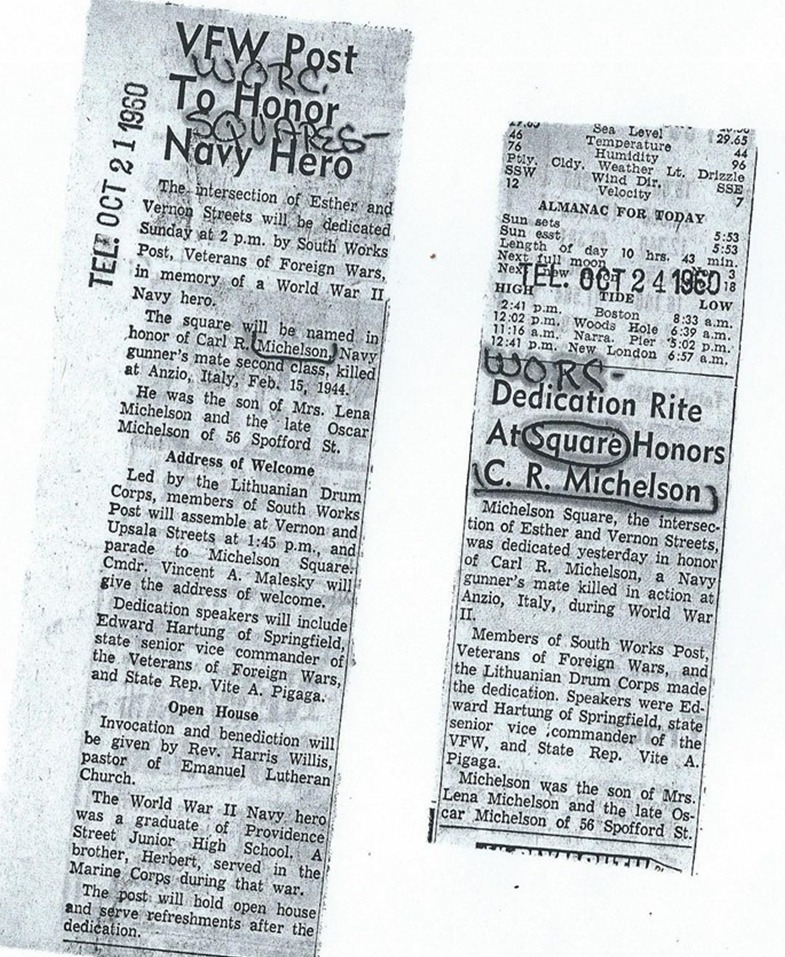 VFW Post
WORC.
To Honor
SQUARES-
Navy Hero
TEL. OCT 21 1960
The intersection of Esther and
Vernon Streets will be dedicated
Sunday at 2 p.m. by South Works
Post, Veterans of Foreign Wars,
in memory of a World War II
Navy hero.
The square will be named in
honor of Carl R. Michelson, Navy
gunner's mate second class, killed
at Anzio, Italy, Feb. 15, 1944.
He was the son of Mrs. Lena
Michelson and the late Oscar
Michelson of 56 Spofford St.
Address of Welcome
Led by the Lithuanian Drum
Corps, members of South Works
Post will assemble at Vernon and
Upsala Streets at 1:45 p.m., and
parade to Michelson Square.
Cmdr. Vincent A. Malesky will
give the address of welcome.
Dedication speakers will include
Edward Hartung of Springfield,
state senior vice commander of
the Veterans of Foreign Wars,
and State Rep. Vite A. Pigaga.
Open House
Invocation and benediction will
be given by Rev. Harris Willis,
pastor of Emanuel Lutheran
Church.
The World War II Navy hero
was a graduate of Providence
Street Junior High School. A
brother, Herbert, served in the
Marine Corps during that war.
The post will hold open house
and serve refreshments after the
dedication.
Sea Level 29.65
46 Temperature 44
76 Humidity 96
Ptly. Cldy. Weather Lt. Drizzle
SSW Wind Dir. SSE
12 Velocity 7
ALMANAC FOR TODAY
Sun sets 5:53
Sun esst 5:53
Length of day 10 hrs. 43 min.
Next full moon 3
Next new 18
TEL. OCT 24 1960
HIGH TIDE LOW
2:41 p.m. Boston 8:33 a.m.
12:02 p.m. Woods Hole 6:39 a.m.
11:16 a.m. Narra. Pier 5:02 p.m.
12:41 p.m. New London 6:57 a.m.
WORC-
Dedication Rite
At Square Honors
C. R. Michelson
Michelson Square, the intersec-
tion of Esther and Vernon Streets,
was dedicated yesterday in honor
of Carl R. Michelson, a Navy
gunner's mate killed in action at
Anzio, Italy, during World War
II.
Members of South Works Post,
Veterans of Foreign Wars, and
the Lithuanian Drum Corps made
the dedication. Speakers were Ed-
ward Hartung of Springfield, state
senior vice commander of the
VFW, and State Rep. Vite A.
Pigaga.
Michelson was the son of Mrs.
Lena Michelson and the late Os-
car Michelson of 56 Spofford St.